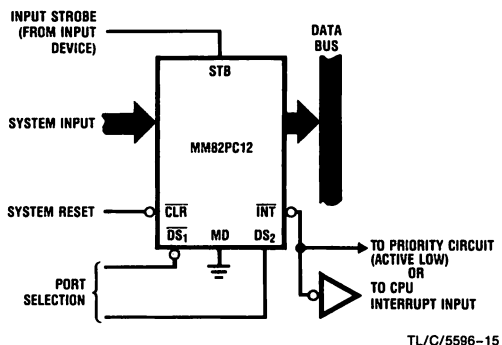 INPUT STROBE
(FROM INPUT
DEVICE)
DATA
BUS
STB
SYSTEM INPUT
MM82PC12
SYSTEM RESET
CLR
INT
DS1
MD
DS2
TO PRIORITY CIRCUIT
(ACTIVE LOW)
OR
TO CPU
INTERRUPT INPUT
PORT
SELECTION
TL/C/5596–15